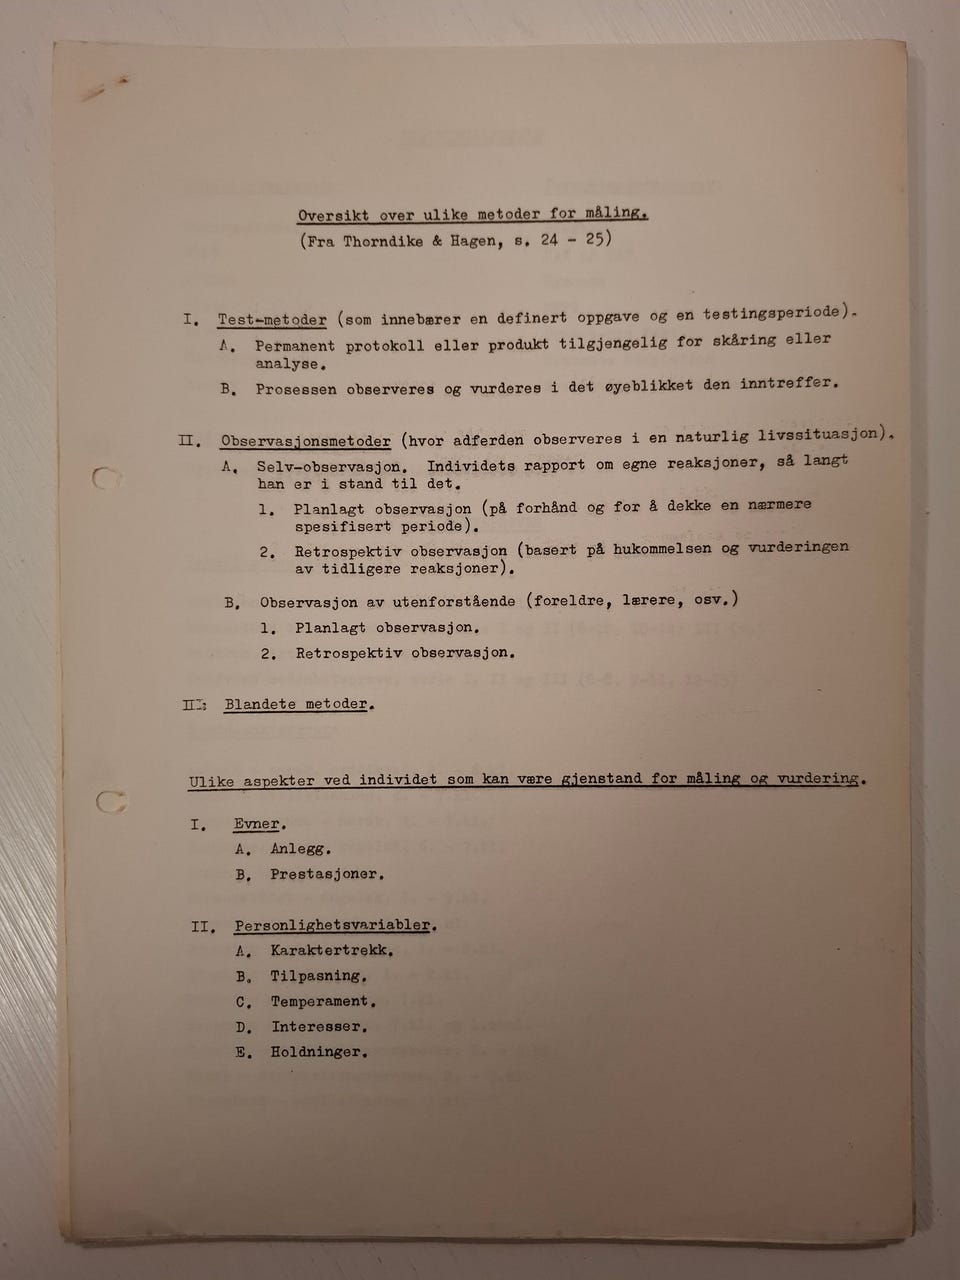 Oversikt over ulike metoder for måling.
(Fra Thorndike & Hagen, s. 24 - 25)
I. Test-metoder (som innebærer en definert oppgave og en testingsperiode).
A. Permanent protokoll eller produkt tilgjengelig for skåring eller
analyse.
B. Prosessen observeres og vurderes i det øyeblikket den inntreffer.
II. Observasjonsmetoder (hvor adferden observeres i en naturlig livssituasjon).
A. Selv-observasjon. Individets rapport om egne reaksjoner, så langt
han er i stand til det.
1. Planlagt observasjon (på forhånd og for å dekke en nærmere
spesifisert periode).
2. Retrospektiv observasjon (basert på hukommelsen og vurderingen
av tidligere reaksjoner).
B. Observasjon av utenforstående (foreldre, lærere, osv.)
1. Planlagt observasjon.
2. Retrospektiv observasjon.
III. Blandete metoder.
Ulike aspekter ved individet som kan være gjenstand for måling og vurdering.
I. Evner.
A. Anlegg.
B. Prestasjoner.
II. Personlighetsvariabler.
A. Karaktertrekk.
B. Tilpasning.
C. Temperament.
D. Interesser.
E. Holdninger.